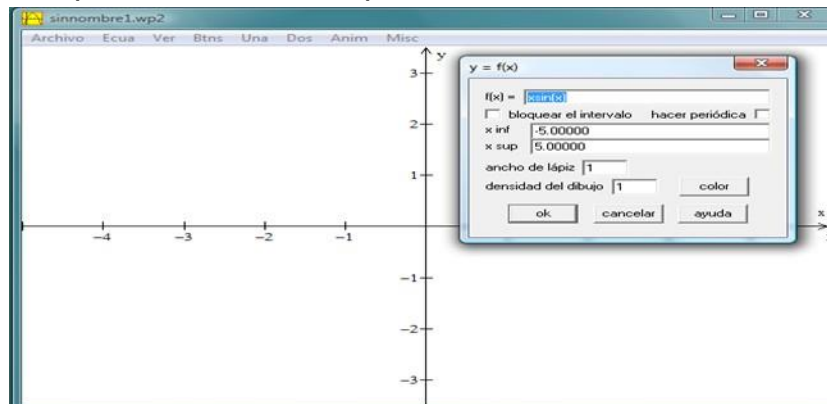 sinnombre1.wp2
Archivo Ecua Ver Btns Una Dos Anim Misc
y
3
2
1
-4 -3 -2 -1
x
-1
-2
-3
y = f(x)
f(x) = xsin(x)
bloquear el intervalo hacer periódica
x inf -5.00000
x sup 5.00000
ancho de lápiz 1
densidad del dibujo 1 color
ok cancelar ayuda